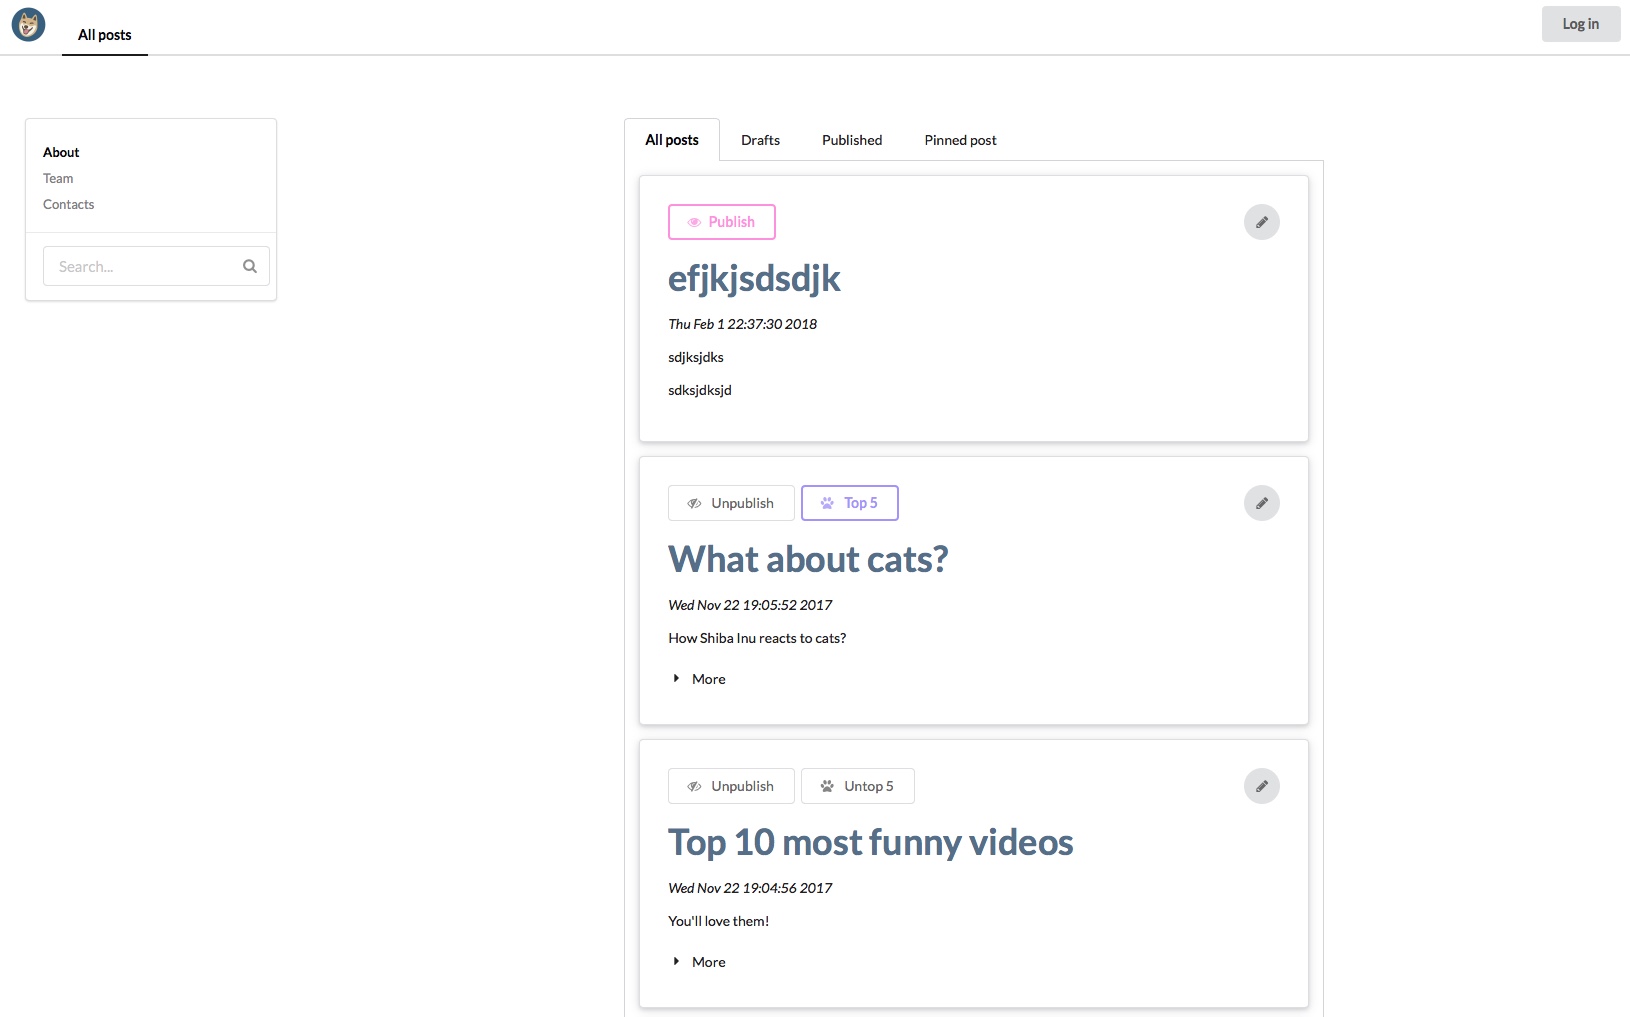 All posts
Log in
About
Team
Contacts
Search...
All posts Drafts Published Pinned post
Publish
efjkjsdsdjk
Thu Feb 1 22:37:30 2018
sdjksjdks
sdksjdksjd
Unpublish Top 5
What about cats?
Wed Nov 22 19:05:52 2017
How Shiba Inu reacts to cats?
More
Unpublish Untop 5
Top 10 most funny videos
Wed Nov 22 19:04:56 2017
You'll love them!
More